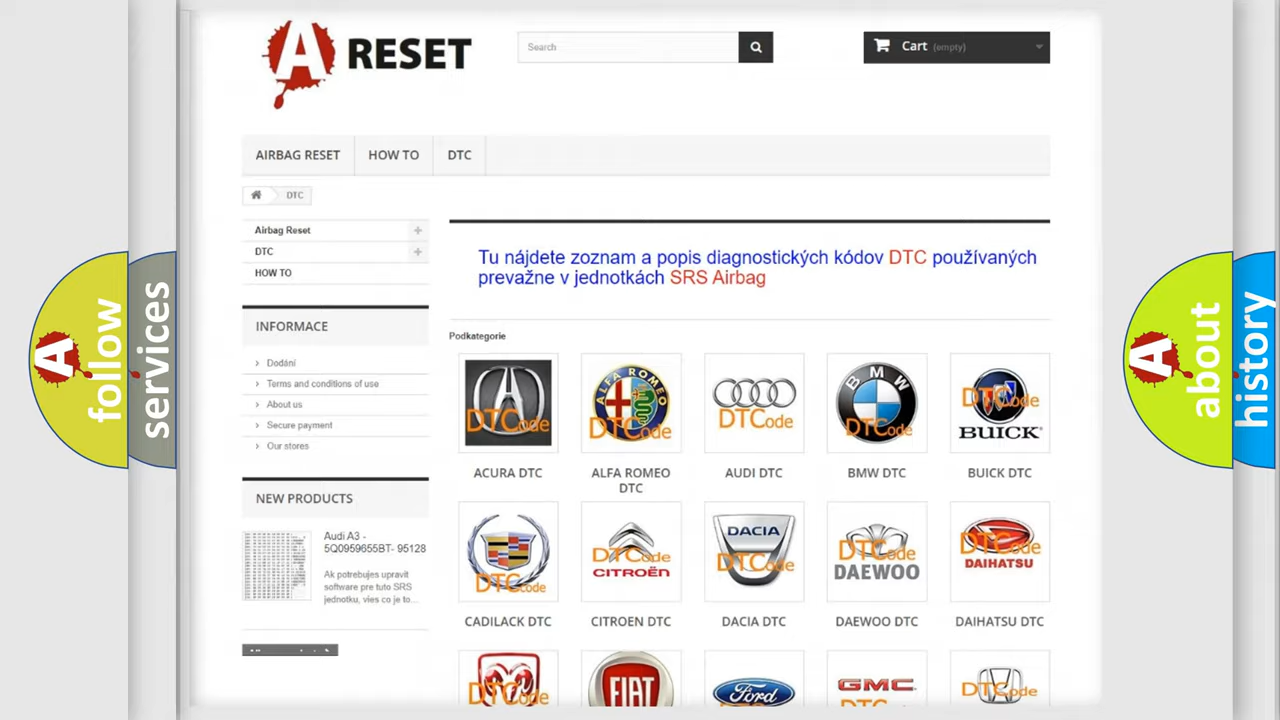 A RESET
Search
Cart (empty)
AIRBAG RESET
HOW TO
DTC
DTC
Airbag Reset
DTC
HOW TO
INFORMACE
Dodání
Terms and conditions of use
About us
Secure payment
Our stores
NEW PRODUCTS
Audi A3 -
5Q0959655BT- 95128
Ak potrebujes upravit
software pre tuto SRS
jednotku, vies co je to...
Tu nájdete zoznam a popis diagnostických kódov DTC používaných
prevažne v jednotkách SRS Airbag
Podkategorie
DTCode
ALFA ROMEO
DTCode
DTCode
BMW
DTCode
DTCode
BUICK
ACURA DTC
ALFA ROMEO
DTC
AUDI DTC
BMW DTC
BUICK DTC
DTCode
DTCode
CITROËN
DACIA
DTCode
DTCode
DAEWOO
DTCode
DAIHATSU
CADILACK DTC
CITROEN DTC
DACIA DTC
DAEWOO DTC
DAIHATSU DTC
DTCode
FIAT
Ford
GMC
DTCode
A follow
services
A about
history